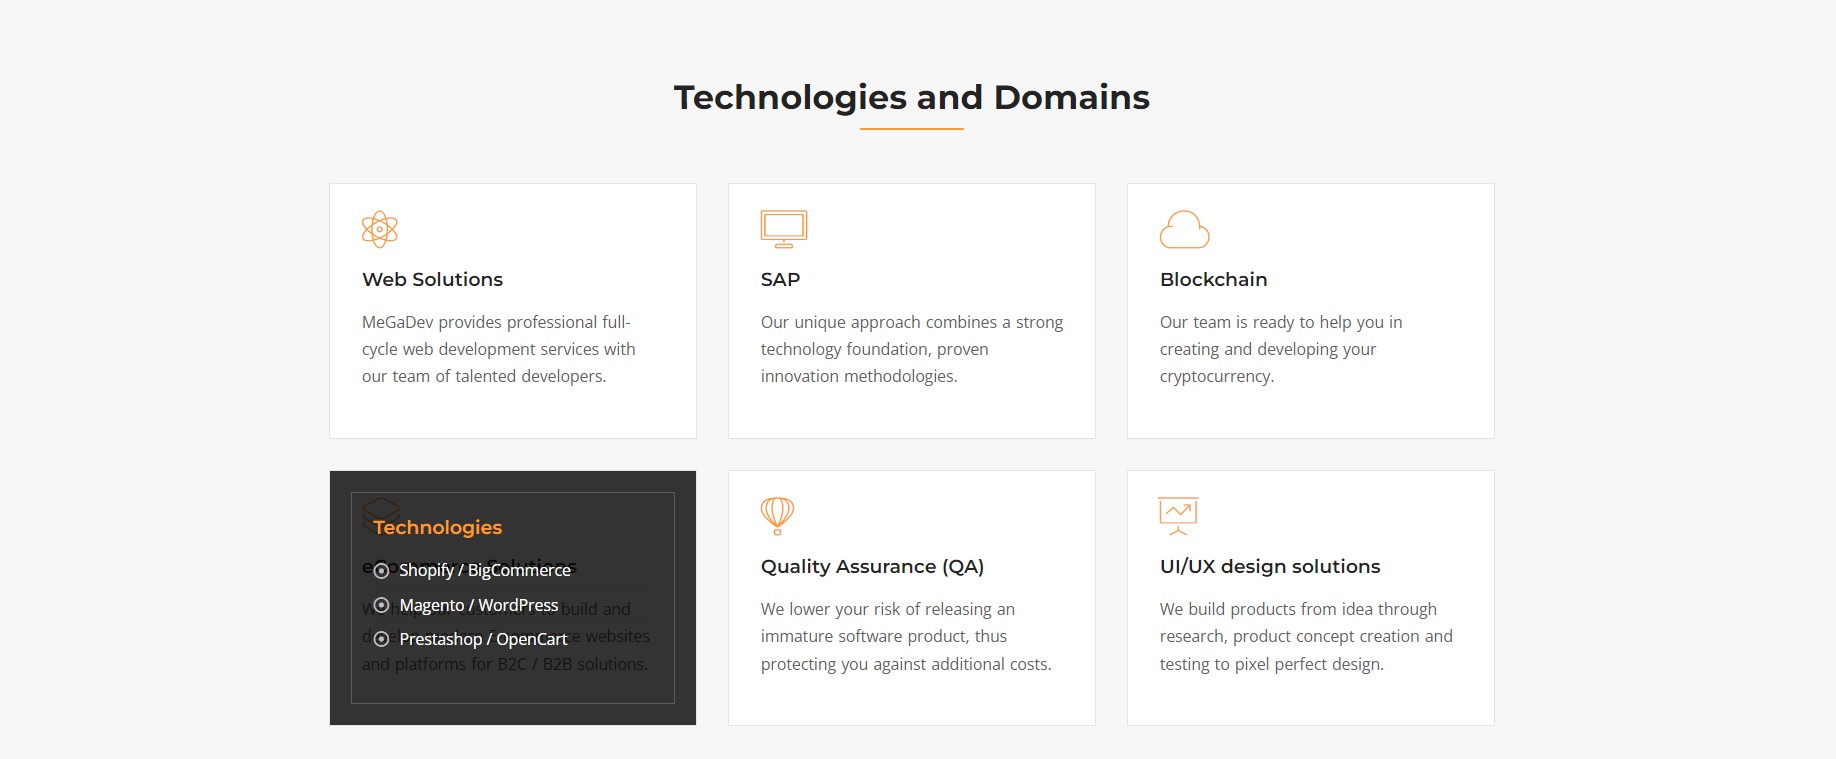 Technologies and Domains
Web Solutions
MeGaDev provides professional full-
cycle web development services with
our team of talented developers.
SAP
Our unique approach combines a strong
technology foundation, proven
innovation methodologies.
Blockchain
Our team is ready to help you in
creating and developing your
cryptocurrency.
Technologies
Shopify / BigCommerce
Magento / WordPress
Prestashop / OpenCart
Solutions
build and
websites
and platforms for B2C / B2B solutions.
Quality Assurance (QA)
We lower your risk of releasing an
immature software product, thus
protecting you against additional costs.
UI/UX design solutions
We build products from idea through
research, product concept creation and
testing to pixel perfect design.